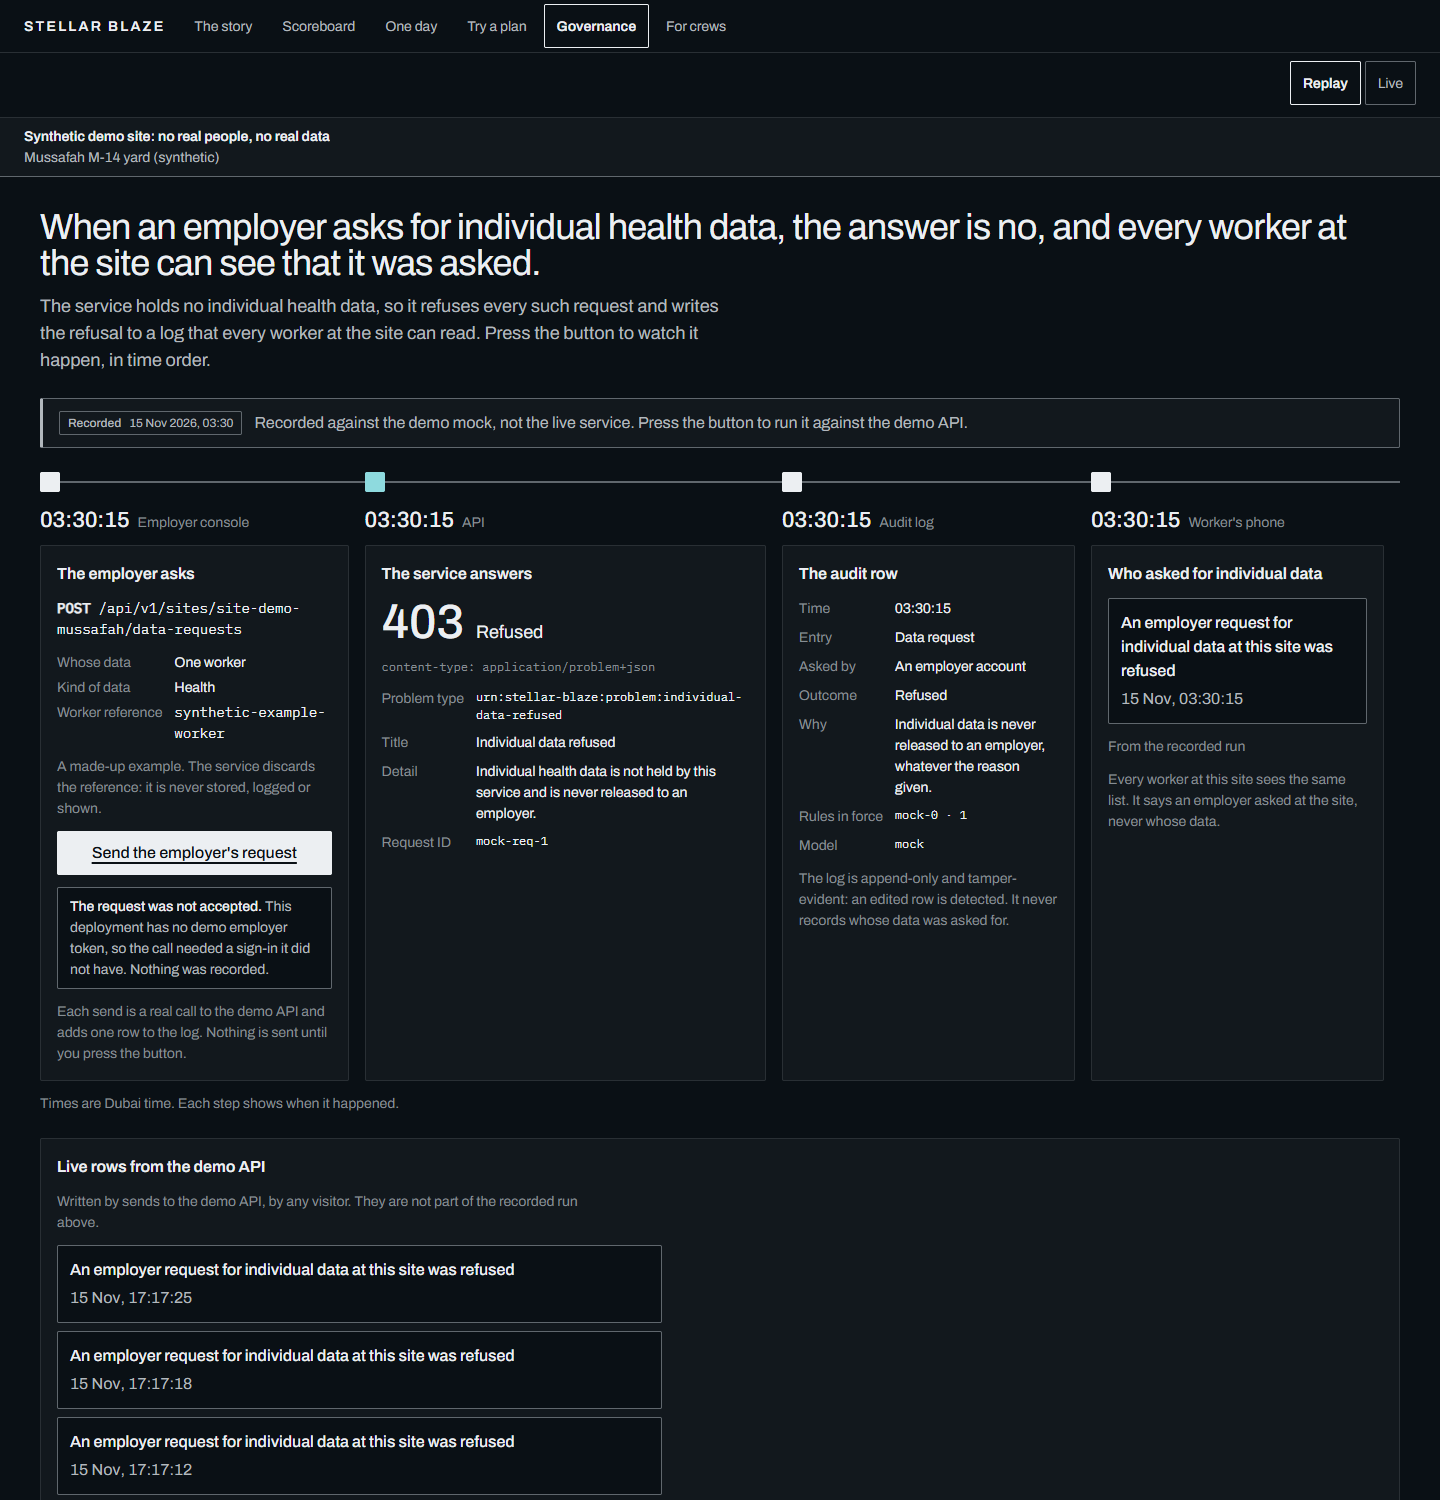 STELLAR BLAZE The story Scoreboard One day Try a plan Governance For crews
Replay Live
Synthetic demo site: no real people, no real data
Mussafah M-14 yard (synthetic)
When an employer asks for individual health data, the answer is no, and every worker at
the site can see that it was asked.
The service holds no individual health data, so it refuses every such request and writes
the refusal to a log that every worker at the site can read. Press the button to watch it
happen, in time order.
Recorded 15 Nov 2026, 03:30 Recorded against the demo mock, not the live service. Press the button to run it against the demo API.
03:30:15 Employer console
The employer asks
POST /api/v1/sites/site-demo-
mussafah/data-requests
Whose data One worker
Kind of data Health
Worker reference synthetic-example-
worker
A made-up example. The service discards
the reference: it is never stored, logged or
shown.
Send the employer's request
The request was not accepted. This
deployment has no demo employer
token, so the call needed a sign-in it did
not have. Nothing was recorded.
Each send is a real call to the demo API and
adds one row to the log. Nothing is sent until
you press the button.
03:30:15 API
The service answers
403 Refused
content-type: application/problem+json
Problem type urn:stellar-blaze:problem:individual-
data-refused
Title Individual data refused
Detail Individual health data is not held by this
service and is never released to an
employer.
Request ID mock-req-1
03:30:15 Audit log
The audit row
Time 03:30:15
Entry Data request
Asked by An employer account
Outcome Refused
Why Individual data is never
released to an employer,
whatever the reason
given.
Rules in force mock-0 · 1
Model mock
The log is append-only and tamper-
evident: an edited row is detected. It never
records whose data was asked for.
03:30:15 Worker's phone
Who asked for individual data
An employer request for
individual data at this site was
refused
15 Nov, 03:30:15
From the recorded run
Every worker at this site sees the same
list. It says an employer asked at the site,
never whose data.
Times are Dubai time. Each step shows when it happened.
Live rows from the demo API
Written by sends to the demo API, by any visitor. They are not part of the recorded run
above.
An employer request for individual data at this site was refused
15 Nov, 17:17:25
An employer request for individual data at this site was refused
15 Nov, 17:17:18
An employer request for individual data at this site was refused
15 Nov, 17:17:12